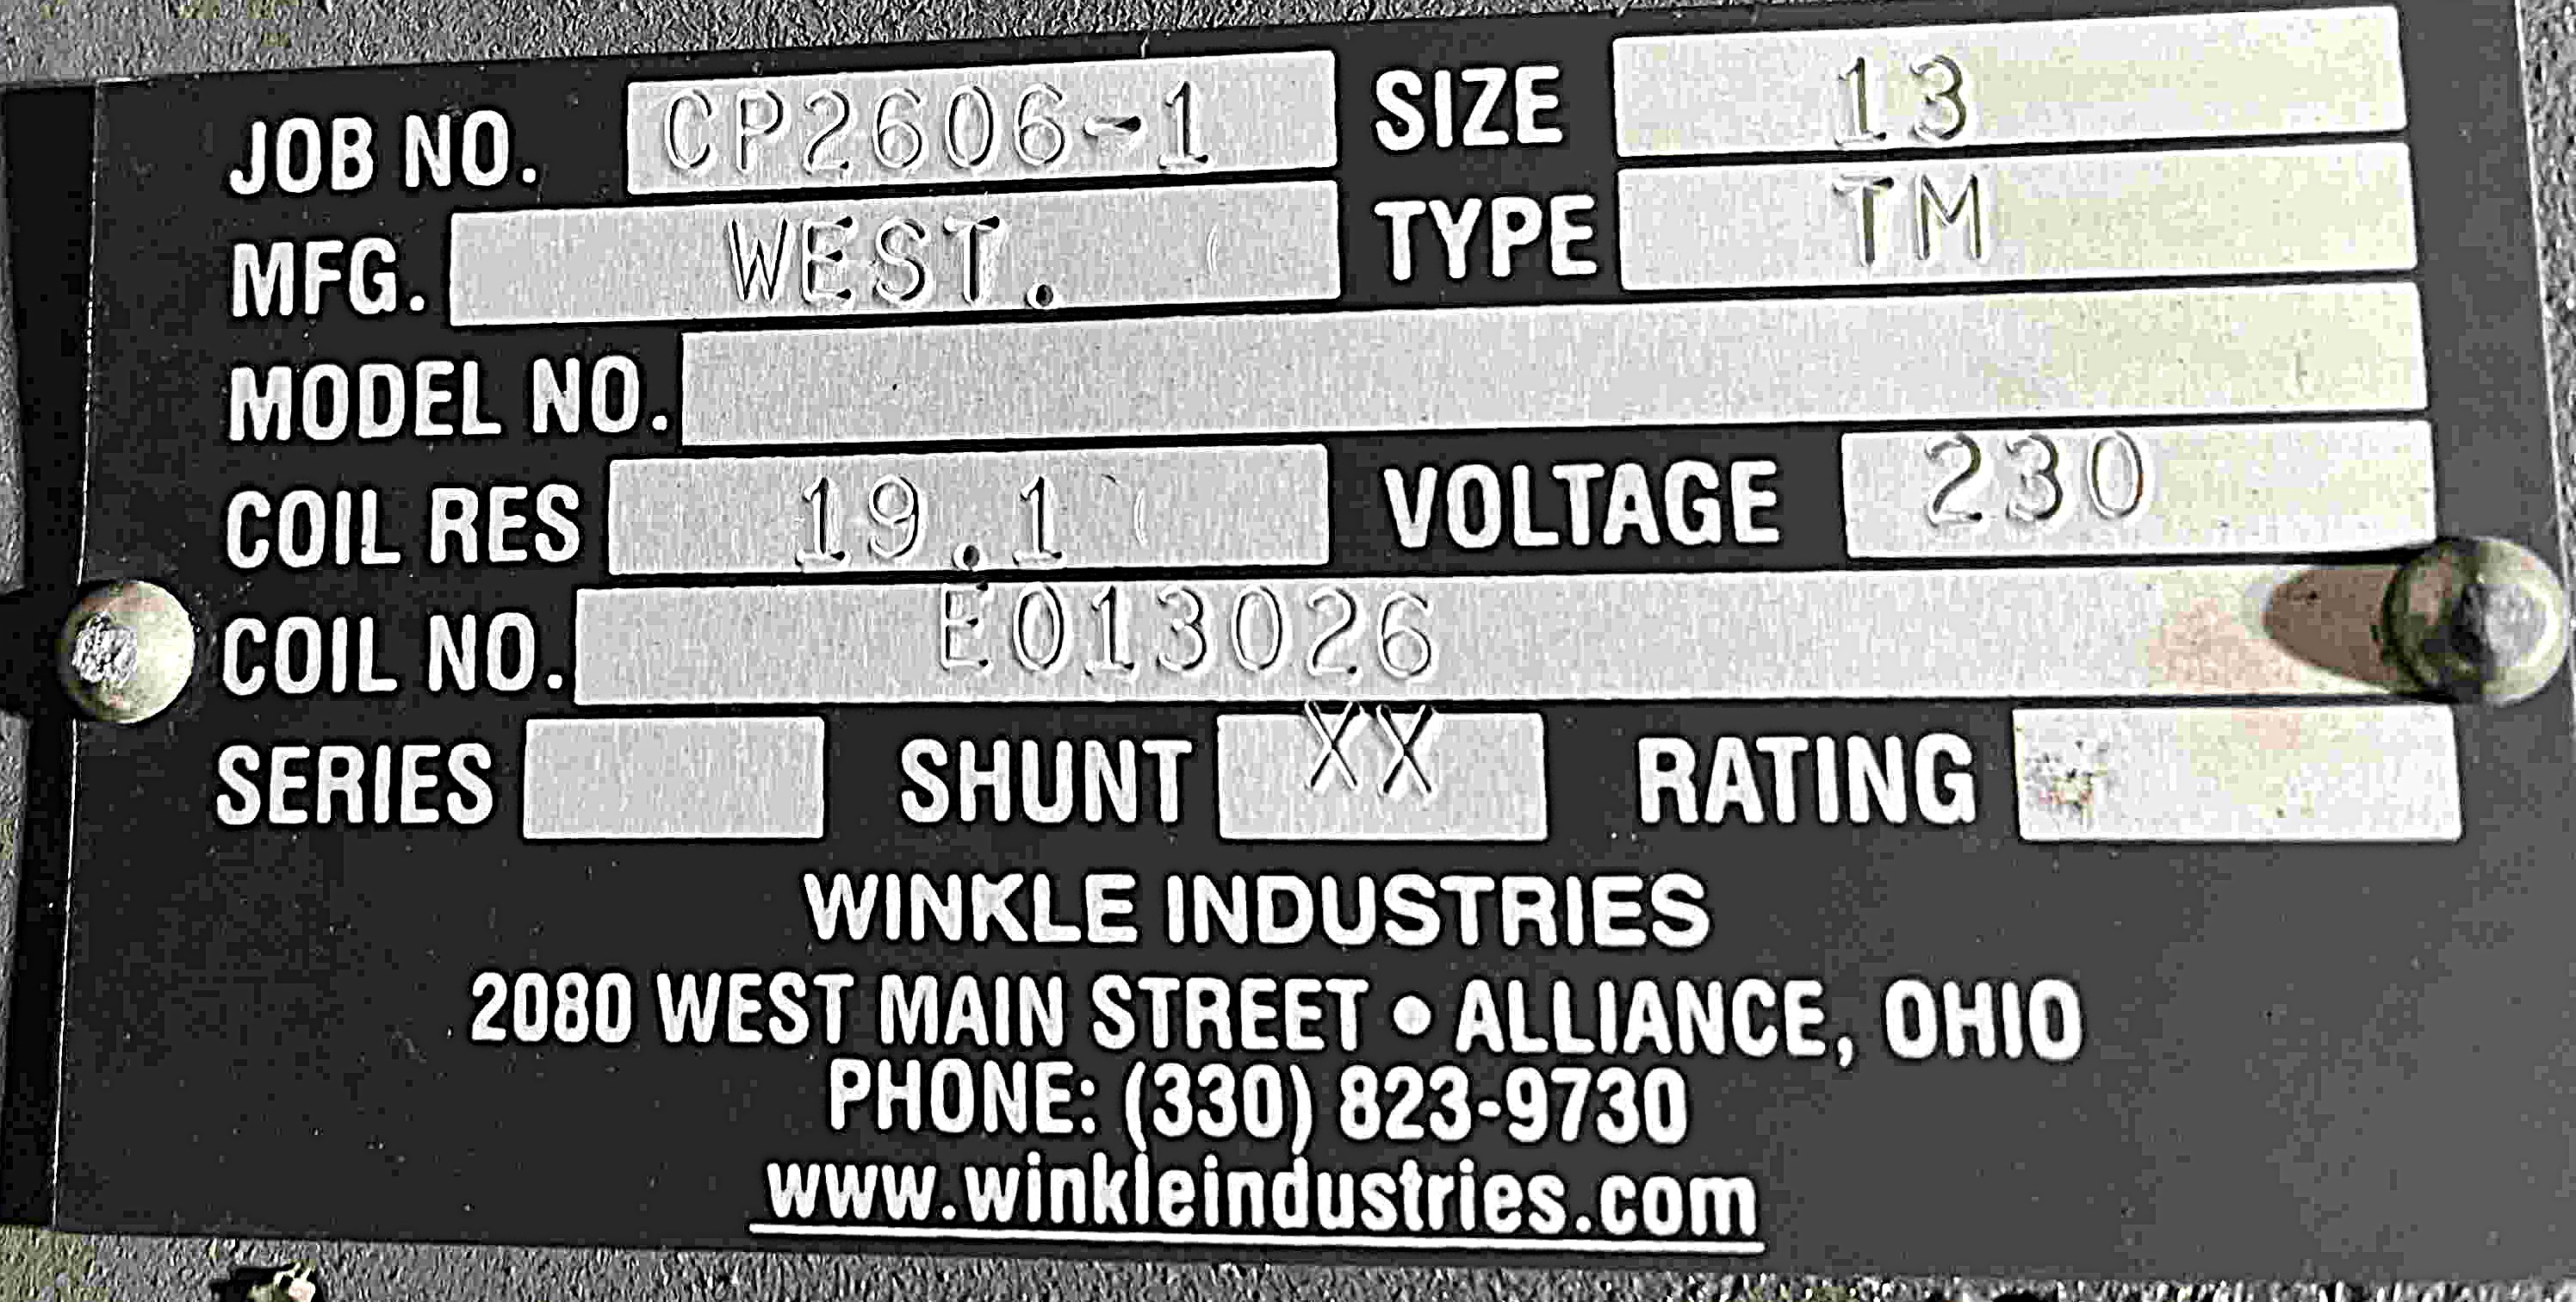 JOB NO. CP2606-1 SIZE 13
MFG. WEST. TYPE TM
MODEL NO.
COIL RES 19.1 VOLTAGE 230
COIL NO. E013026
SERIES SHUNT XX RATING
WINKLE INDUSTRIES
2080 WEST MAIN STREET • ALLIANCE, OHIO
PHONE: (330) 823-9730
www.winkleindustries.com